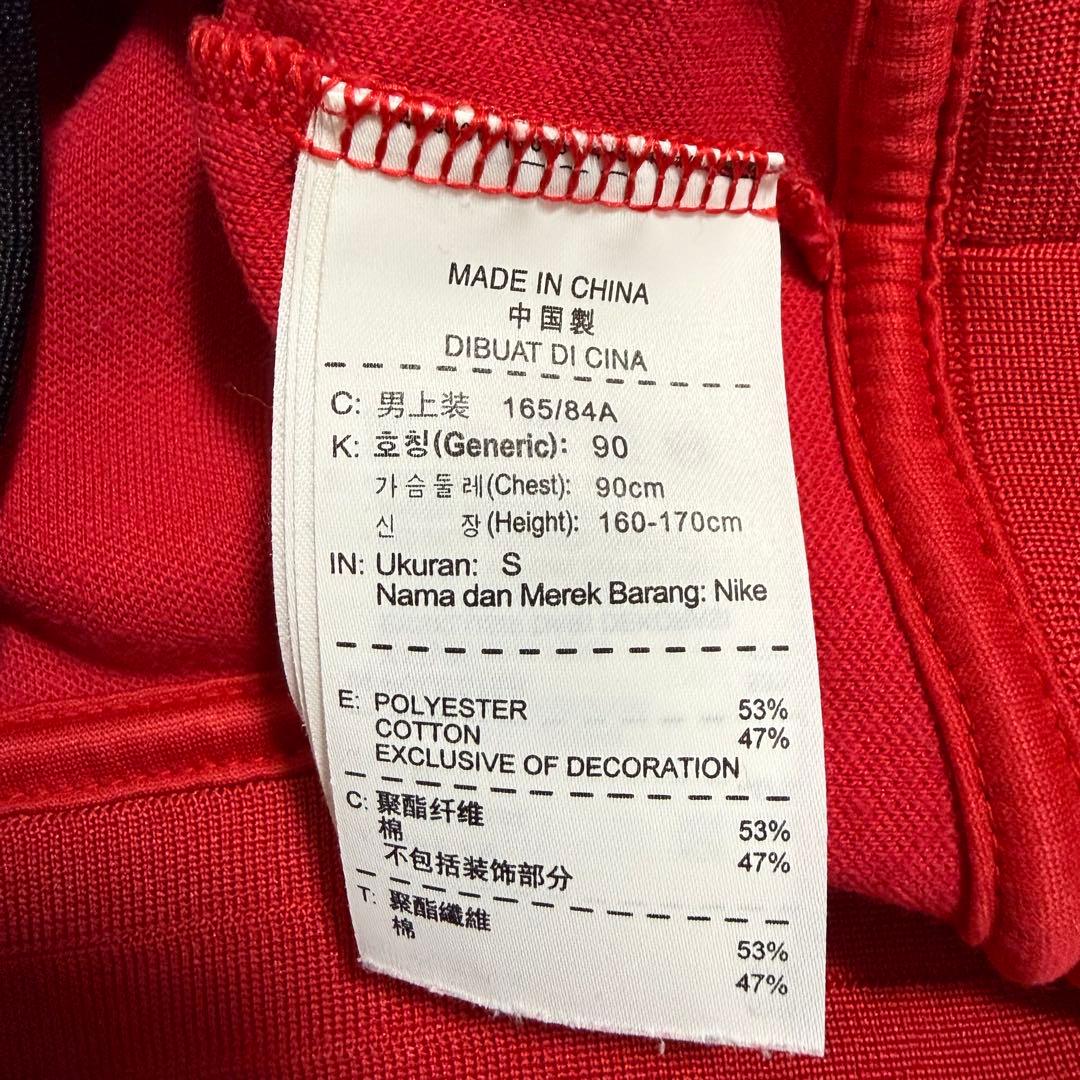 MADE IN CHINA
中国製
DIBUAT DI CINA
C: 男上装 165/84A
K: 호칭(Generic): 90
가슴둘레(Chest): 90cm
신 장(Height): 160-170cm
IN: Ukuran: S
Nama dan Merek Barang: Nike
E: POLYESTER 53%
COTTON 47%
EXCLUSIVE OF DECORATION
C: 聚酯纤维 53%
棉 47%
不包括装饰部分
T: 聚酯纖維 53%
棉 47%